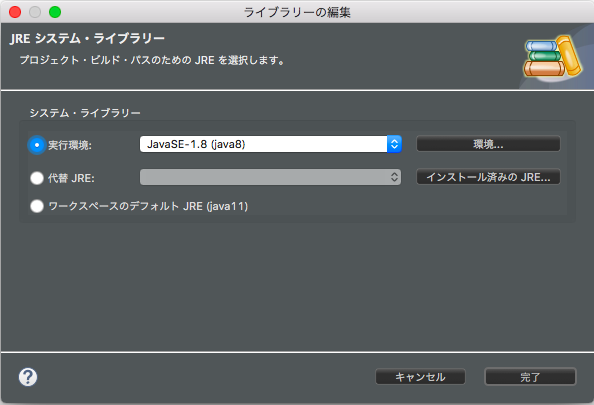 ライブラリーの編集
JRE システム・ライブラリー
プロジェクト・ビルド・パスのための JRE を選択します。
システム・ライブラリー
実行環境: JavaSE-1.8 (java8) 環境...
代替 JRE: インストール済みの JRE...
ワークスペースのデフォルト JRE (java11)
? キャンセル 完了